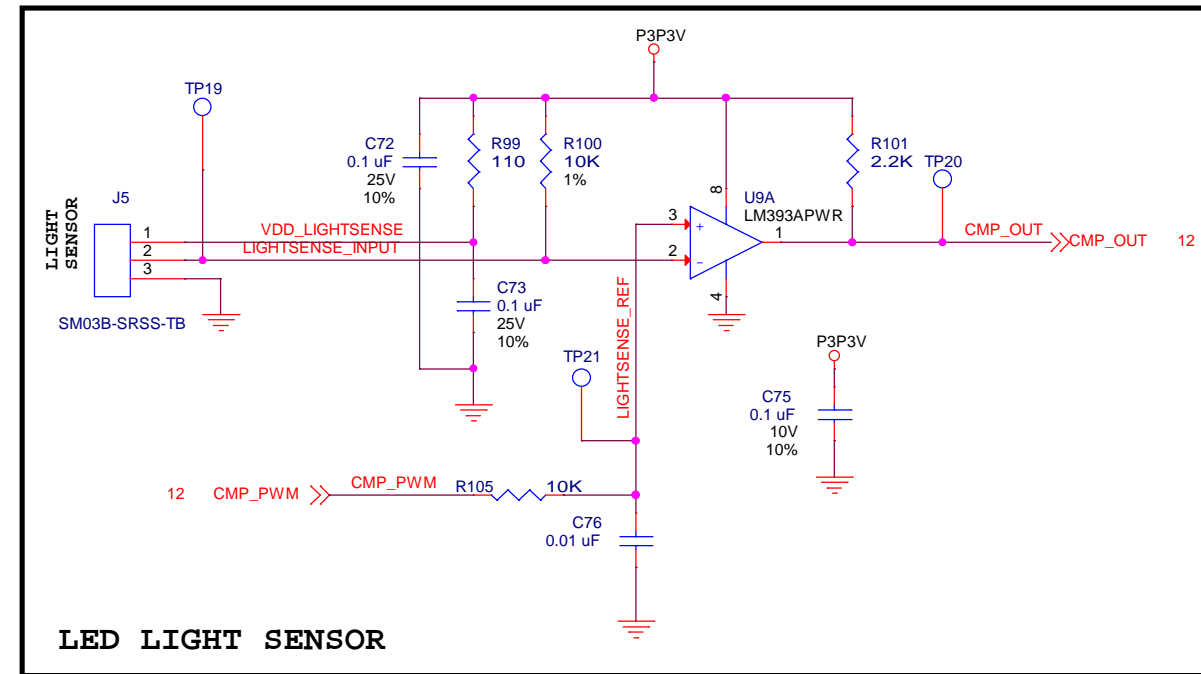 P3P3V
TP19
C72
0.1 uF
25V
10%
R99
110
R100
10K
1%
R101
2.2K
TP20
J5
LIGHT
SENSOR
1
2
3
SM03B-SRSS-TB
VDD_LIGHTSENSE
LIGHTSENSE_INPUT
8
U9A
LM393APWR
3
+
2
-
1
4
CMP_OUT
CMP_OUT 12
C73
0.1 uF
25V
10%
LIGHTSENSE_REF
TP21
P3P3V
C75
0.1 uF
10V
10%
12 CMP_PWM
CMP_PWM
R105
10K
C76
0.01 uF
LED LIGHT SENSOR